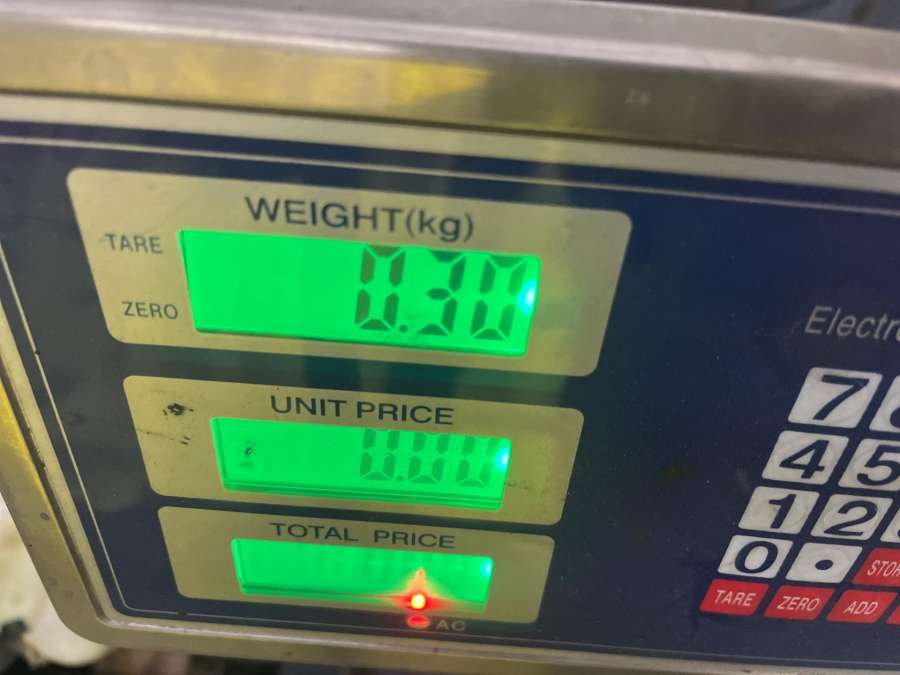 WEIGHT(kg)
TARE
0.30
ZERO
UNIT PRICE
0.00
TOTAL PRICE
AC
7
4 5
1 2
0 .
TARE ZERO ADD